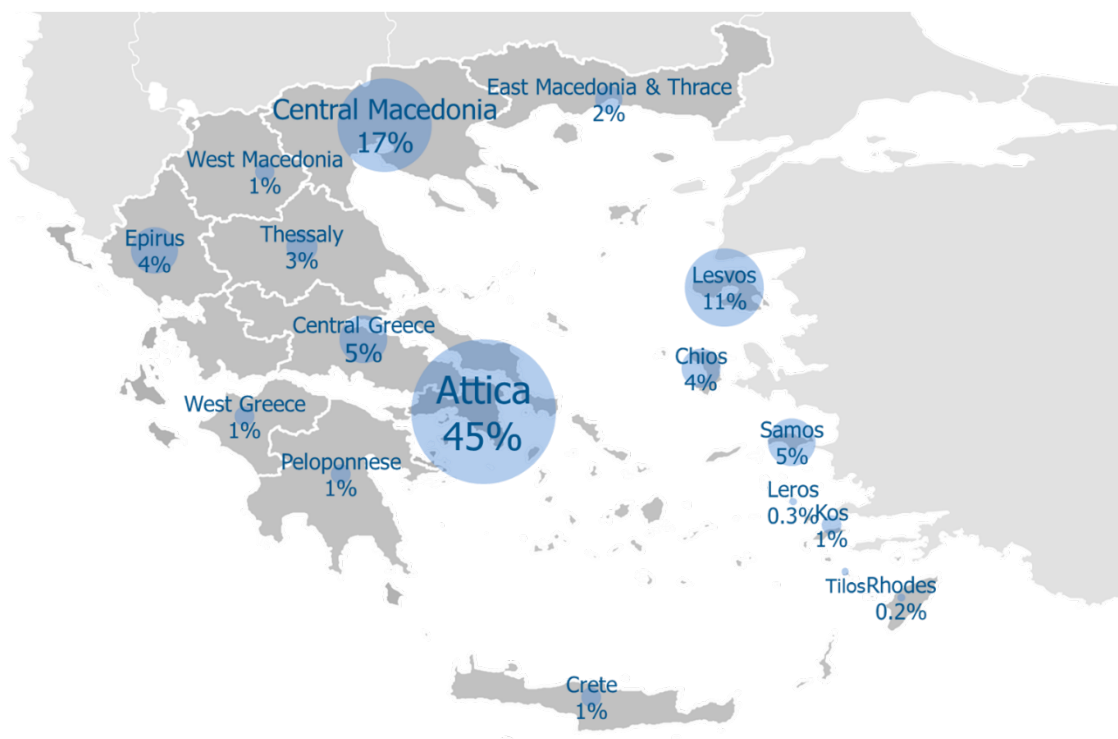 East Macedonia & Thrace
2%
Central Macedonia
17%
West Macedonia
1%
Epirus
4%
Thessaly
3%
Lesvos
11%
Central Greece
5%
Chios
4%
Attica
45%
West Greece
1%
Samos
5%
Peloponnese
1%
Leros
0.3%
Kos
1%
Tilos
Rhodes
0.2%
Crete
1%